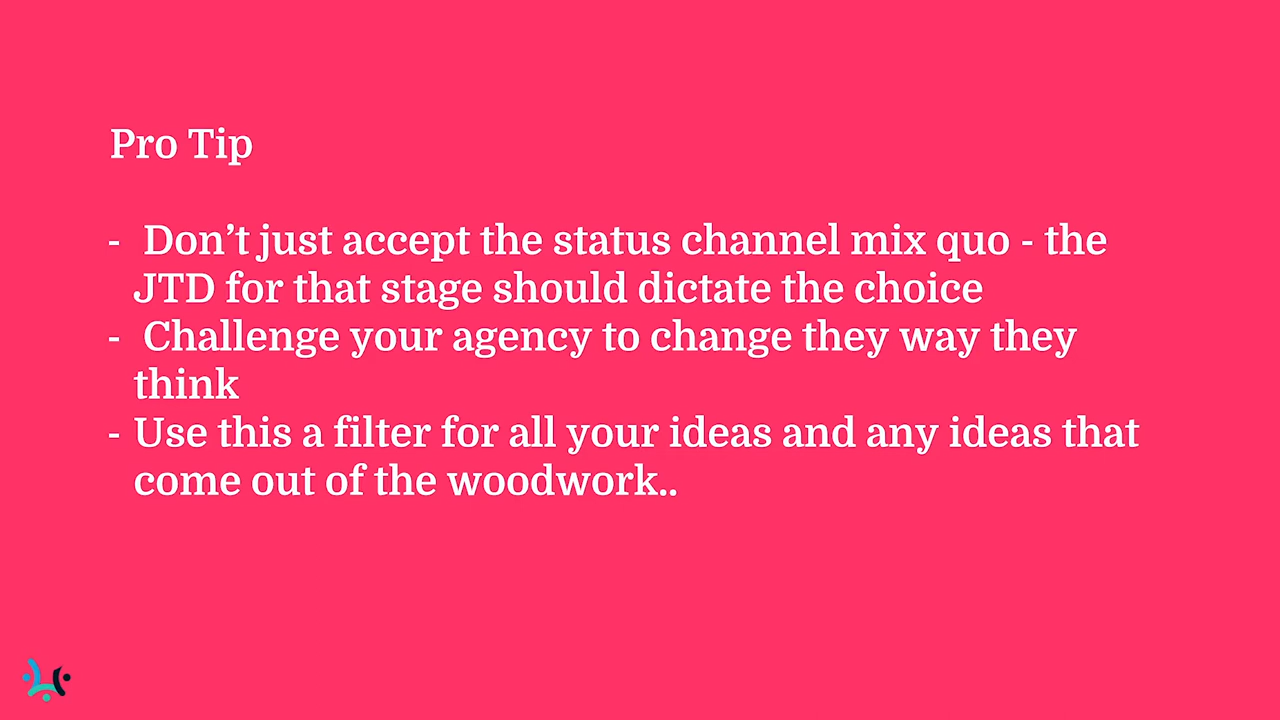 Pro Tip
- Don’t just accept the status channel mix quo - the
JTD for that stage should dictate the choice
- Challenge your agency to change they way they
think
- Use this a filter for all your ideas and any ideas that
come out of the woodwork..